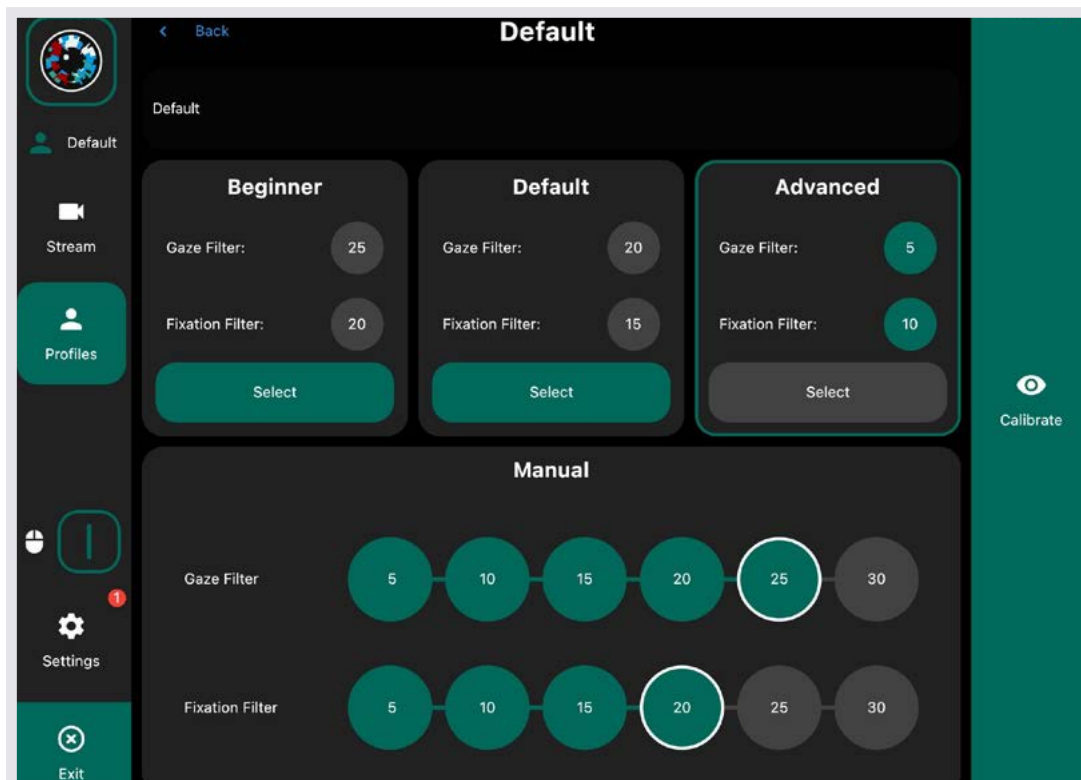 Back
Default
Default
Default
Stream
Profiles
Settings
1
Exit
Beginner
Gaze Filter: 25
Fixation Filter: 20
Select
Default
Gaze Filter: 20
Fixation Filter: 15
Select
Advanced
Gaze Filter: 5
Fixation Filter: 10
Select
Manual
Gaze Filter 5 10 15 20 25 30
Fixation Filter 5 10 15 20 25 30
Calibrate